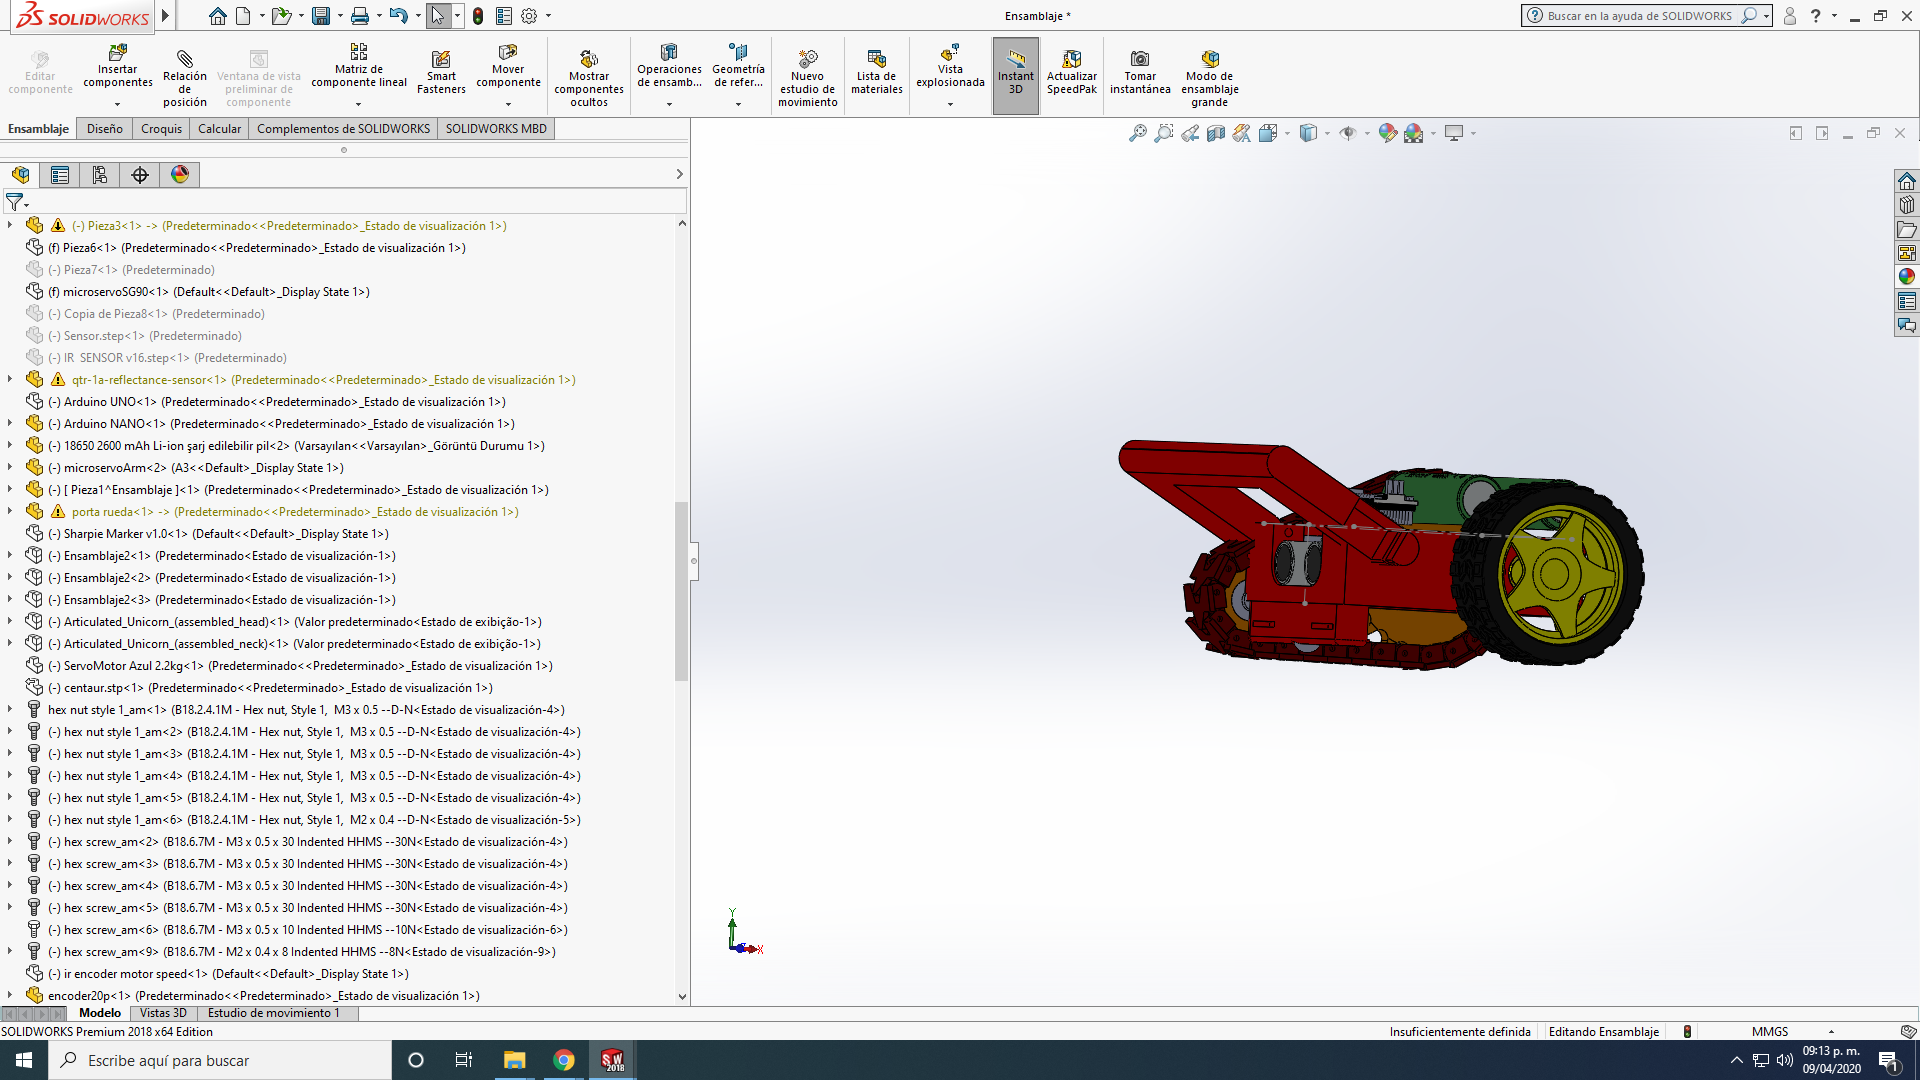 SOLIDWORKS
Ensamblaje *
Buscar en la ayuda de SOLIDWORKS
Editar componente
Insertar componentes
Relación de posición
Ventana de vista preliminar de componente
Matriz de componente lineal
Smart Fasteners
Mover componente
Mostrar componentes ocultos
Operaciones de ensamb...
Geometría de refer...
Nuevo estudio de movimiento
Lista de materiales
Vista explosionada
Instant 3D
Actualizar SpeedPak
Tomar instantánea
Modo de ensamblaje grande
Ensamblaje
Diseño
Croquis
Calcular
Complementos de SOLIDWORKS
SOLIDWORKS MBD
(-) Pieza3<1> -> (Predeterminado<<Predeterminado>_Estado de visualización 1>)
(f) Pieza6<1> (Predeterminado<<Predeterminado>_Estado de visualización 1>)
(-) Pieza7<1> (Predeterminado)
(f) microservoSG90<1> (Default<<Default>_Display State 1>)
(-) Copia de Pieza8<1> (Predeterminado)
(-) Sensor.step<1> (Predeterminado)
(-) IR SENSOR v16.step<1> (Predeterminado)
qtr-1a-reflectance-sensor<1> (Predeterminado<<Predeterminado>_Estado de visualización 1>)
(-) Arduino UNO<1> (Predeterminado<<Predeterminado>_Estado de visualización 1>)
(-) Arduino NANO<1> (Predeterminado<<Predeterminado>_Estado de visualización 1>)
(-) 18650 2600 mAh Li-ion şarj edilebilir pil<2> (Varsayılan<<Varsayılan>_Görüntü Durumu 1>)
(-) microservoArm<2> (A3<<Default>_Display State 1>)
(-) [ Pieza1^Ensamblaje ]<1> (Predeterminado<<Predeterminado>_Estado de visualización 1>)
porta rueda<1> -> (Predeterminado<<Predeterminado>_Estado de visualización 1>)
(-) Sharpie Marker v1.0<1> (Default<<Default>_Display State 1>)
(-) Ensamblaje2<1> (Predeterminado<Estado de visualización-1>)
(-) Ensamblaje2<2> (Predeterminado<Estado de visualización-1>)
(-) Ensamblaje2<3> (Predeterminado<Estado de visualización-1>)
(-) Articulated_Unicorn_(assembled_head)<1> (Valor predeterminado<Estado de exibição-1>)
(-) Articulated_Unicorn_(assembled_neck)<1> (Valor predeterminado<Estado de exibição-1>)
(-) ServoMotor Azul 2.2kg<1> (Predeterminado<<Predeterminado>_Estado de visualización 1>)
(-) centaur.stp<1> (Predeterminado<<Predeterminado>_Estado de visualización 1>)
hex nut style 1_am<1> (B18.2.4.1M - Hex nut, Style 1, M3 x 0.5 --D-N<Estado de visualización-4>)
(-) hex nut style 1_am<2> (B18.2.4.1M - Hex nut, Style 1, M3 x 0.5 --D-N<Estado de visualización-4>)
(-) hex nut style 1_am<3> (B18.2.4.1M - Hex nut, Style 1, M3 x 0.5 --D-N<Estado de visualización-4>)
(-) hex nut style 1_am<4> (B18.2.4.1M - Hex nut, Style 1, M3 x 0.5 --D-N<Estado de visualización-4>)
(-) hex nut style 1_am<5> (B18.2.4.1M - Hex nut, Style 1, M3 x 0.5 --D-N<Estado de visualización-4>)
(-) hex nut style 1_am<6> (B18.2.4.1M - Hex nut, Style 1, M2 x 0.4 --D-N<Estado de visualización-5>)
(-) hex screw_am<2> (B18.6.7M - M3 x 0.5 x 30 Indented HHMS --30N<Estado de visualización-4>)
(-) hex screw_am<3> (B18.6.7M - M3 x 0.5 x 30 Indented HHMS --30N<Estado de visualización-4>)
(-) hex screw_am<4> (B18.6.7M - M3 x 0.5 x 30 Indented HHMS --30N<Estado de visualización-4>)
(-) hex screw_am<5> (B18.6.7M - M3 x 0.5 x 30 Indented HHMS --30N<Estado de visualización-4>)
(-) hex screw_am<6> (B18.6.7M - M3 x 0.5 x 10 Indented HHMS --10N<Estado de visualización-6>)
(-) hex screw_am<9> (B18.6.7M - M2 x 0.4 x 8 Indented HHMS --8N<Estado de visualización-9>)
(-) ir encoder motor speed<1> (Default<<Default>_Display State 1>)
encoder20p<1> (Predeterminado<<Predeterminado>_Estado de visualización 1>)
Y
X
Modelo
Vistas 3D
Estudio de movimiento 1
SOLIDWORKS Premium 2018 x64 Edition
Insuficientemente definida
Editando Ensamblaje
MMGS
Escribe aquí para buscar
SW 2018
09:13 p. m.
09/04/2020
1